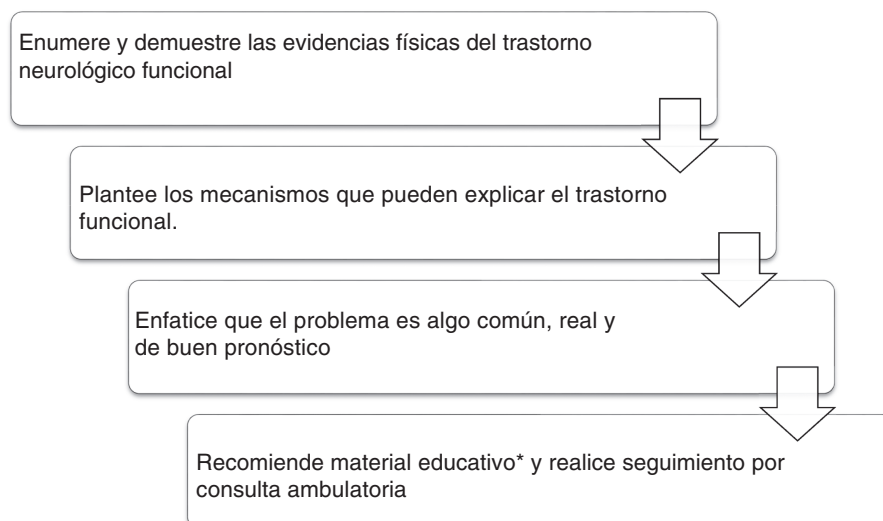 Enumere y demuestre las evidencias físicas del trastorno
neurológico funcional
Plantee los mecanismos que pueden explicar el trastorno
funcional.
Enfatice que el problema es algo común, real y
de buen pronóstico
Recomiende material educativo* y realice seguimiento por
consulta ambulatoria